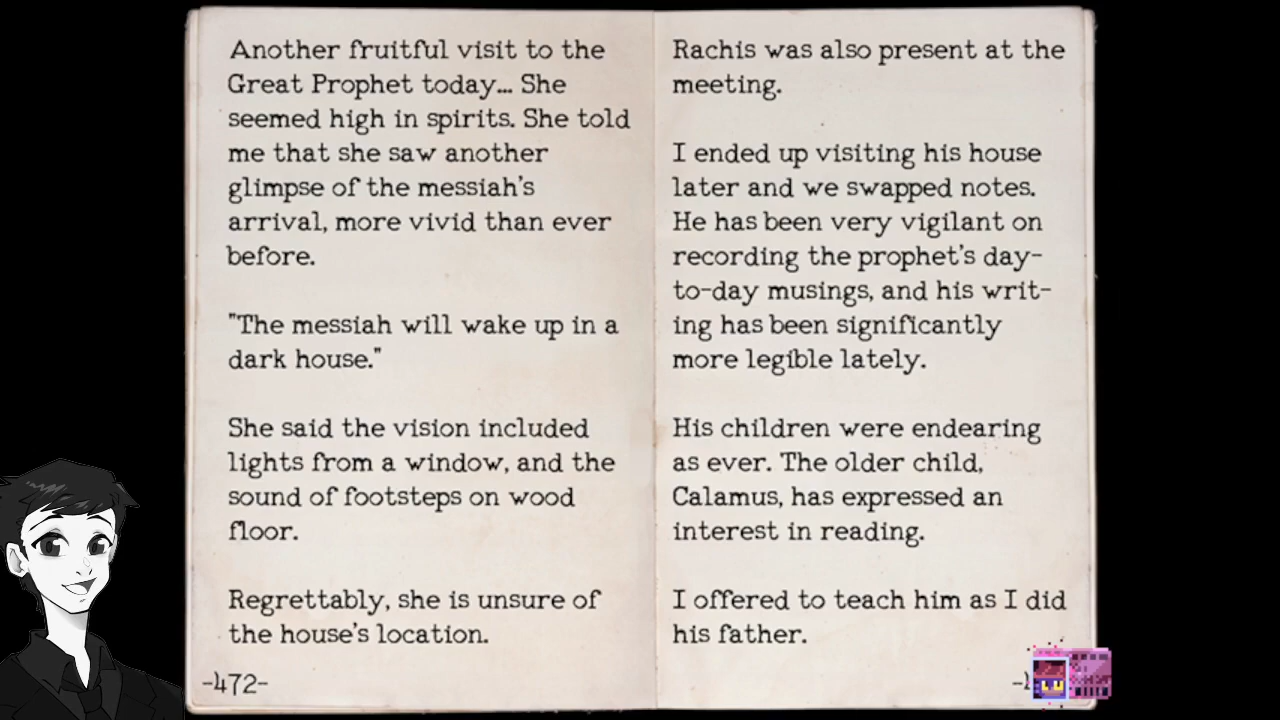 Another fruitful visit to the
Great Prophet today... She
seemed high in spirits. She told
me that she saw another
glimpse of the messiah's
arrival, more vivid than ever
before.
"The messiah will wake up in a
dark house."
She said the vision included
lights from a window, and the
sound of footsteps on wood
floor.
Regrettably, she is unsure of
the house's location.
-472-
Rachis was also present at the
meeting.
I ended up visiting his house
later and we swapped notes.
He has been very vigilant on
recording the prophet's day-
to-day musings, and his writ-
ing has been significantly
more legible lately.
His children were endearing
as ever. The older child,
Calamus, has expressed an
interest in reading.
I offered to teach him as I did
his father.